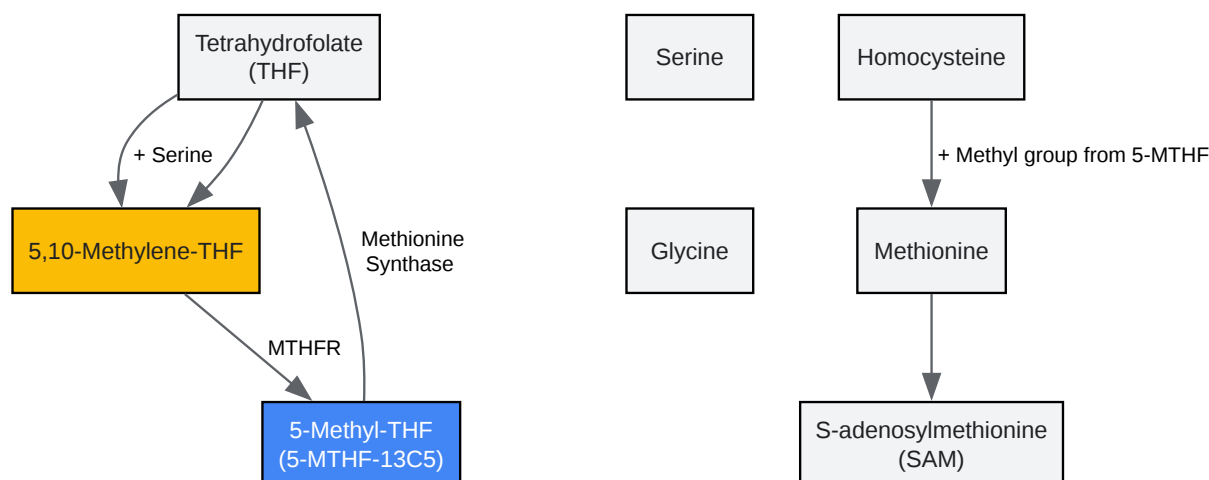 Tetrahydrofolate
(THF)
Serine
Homocysteine
+ Serine
+ Methyl group from 5-MTHF
5,10-Methylene-THF
Methionine
Synthase
Glycine
Methionine
MTHFR
5-Methyl-THF
(5-MTHF-13C5)
S-adenosylmethionine
(SAM)